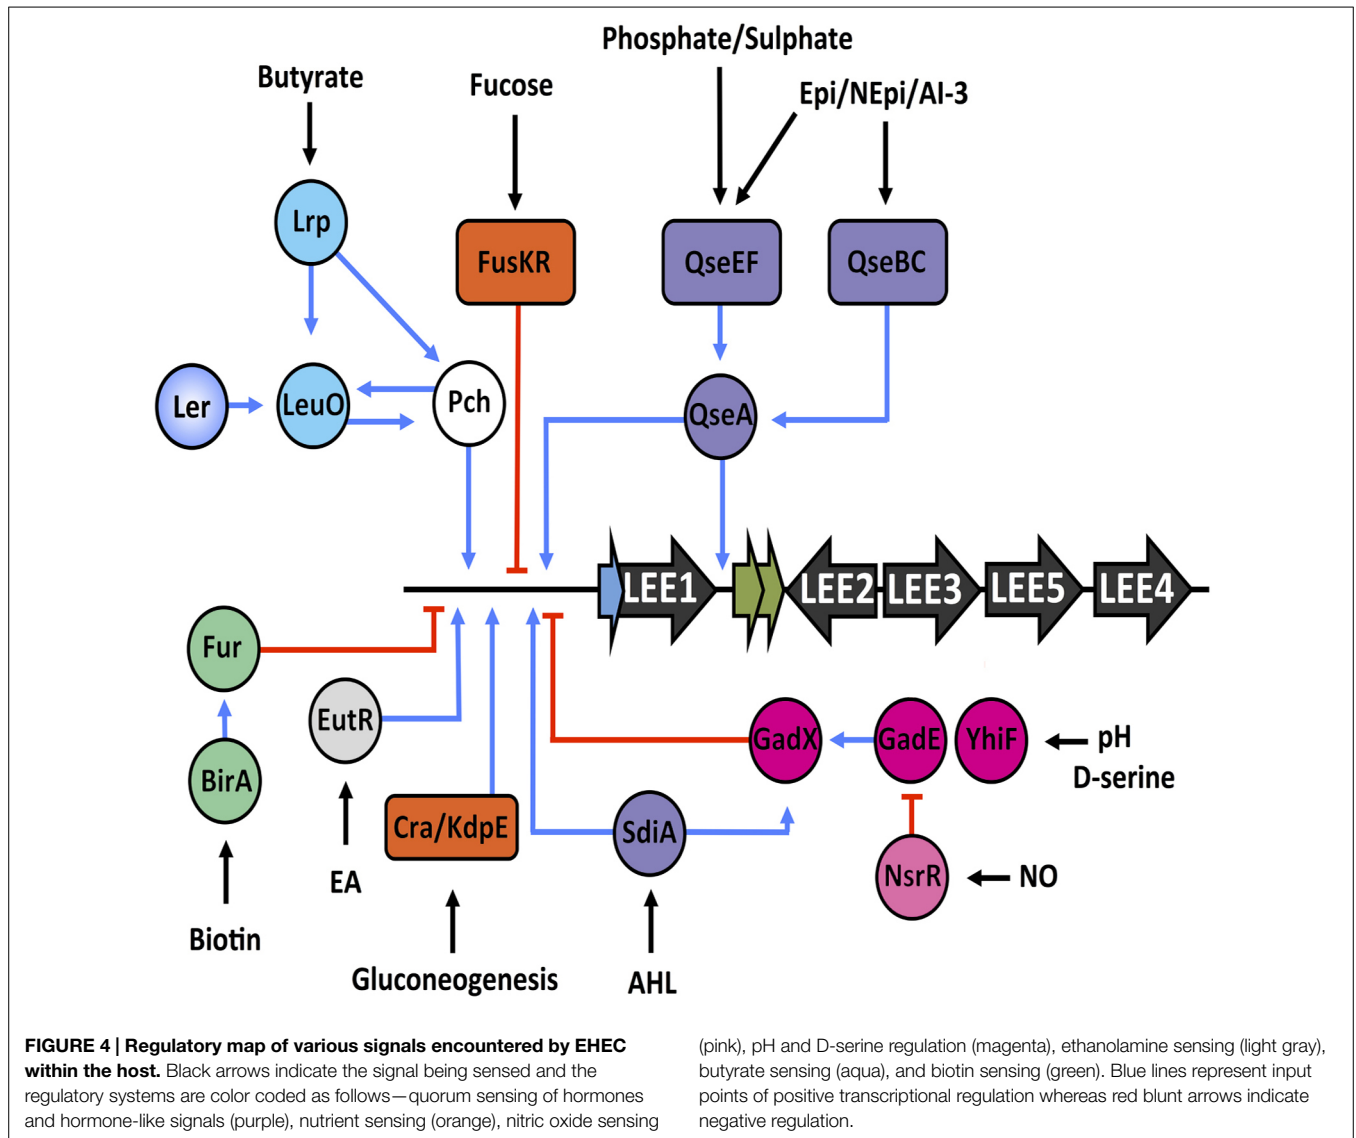 Phosphate/Sulphate
Butyrate
Fucose
Epi/NEpi/AI-3
Lrp
FusKR
QseEF
QseBC
Ler
LeuO
Pch
QseA
LEE1
LEE2
LEE3
LEE5
LEE4
Fur
EutR
GadX
GadE
YhiF
pH
D-serine
BirA
Cra/KdpE
SdiA
NsrR
NO
EA
Biotin
Gluconeogenesis
AHL
FIGURE 4 | Regulatory map of various signals encountered by EHEC
within the host. Black arrows indicate the signal being sensed and the
regulatory systems are color coded as follows—quorum sensing of hormones
and hormone-like signals (purple), nutrient sensing (orange), nitric oxide sensing
(pink), pH and D-serine regulation (magenta), ethanolamine sensing (light gray),
butyrate sensing (aqua), and biotin sensing (green). Blue lines represent input
points of positive transcriptional regulation whereas red blunt arrows indicate
negative regulation.